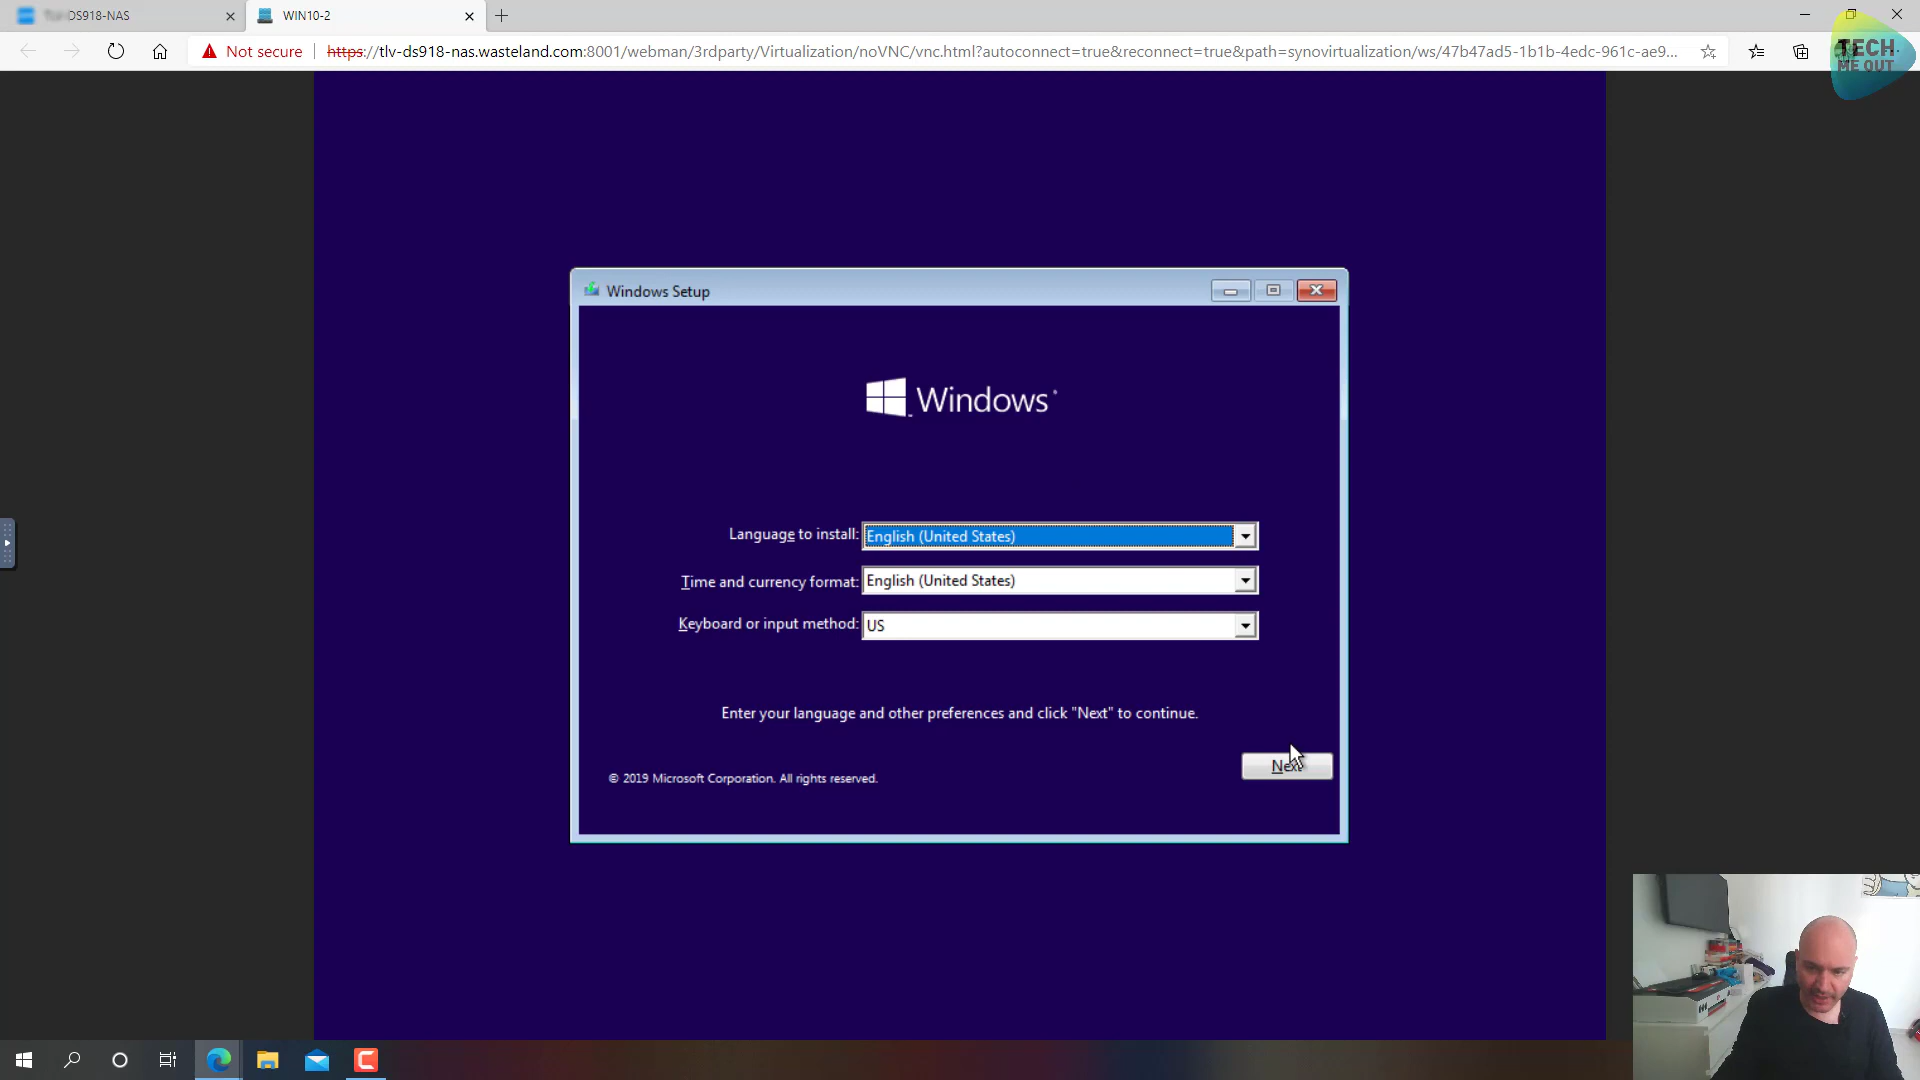 DS918-NAS
WIN10-2
Not secure
https://tlv-ds918-nas.wasteland.com:8001/webman/3rdparty/Virtualization/noVNC/vnc.html?autoconnect=true&reconnect=true&path=synovirtualization/ws/47b47ad5-1b1b-4edc-961c-ae9...
TECH
ME OUT
Windows Setup
Windows
Language to install: English (United States)
Time and currency format: English (United States)
Keyboard or input method: US
Enter your language and other preferences and click "Next" to continue.
Next
© 2019 Microsoft Corporation. All rights reserved.